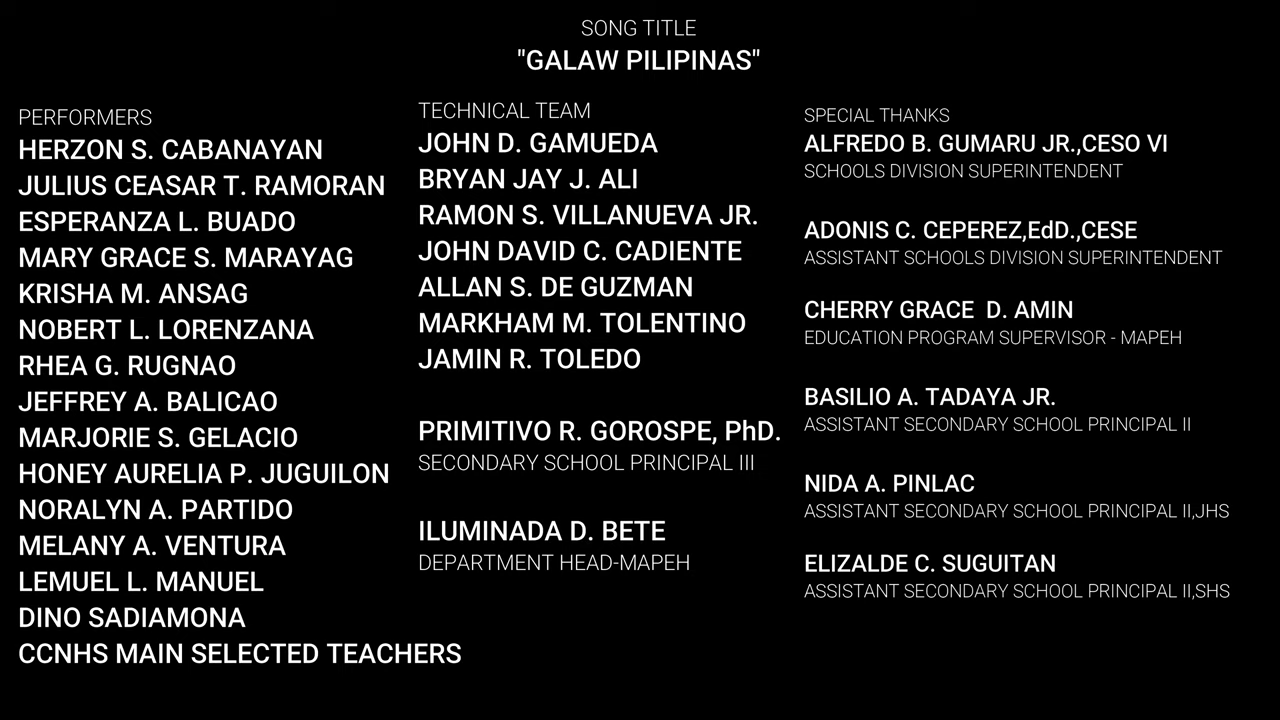 SONG TITLE
"GALAW PILIPINAS"
PERFORMERS
HERZON S. CABANAYAN
JULIUS CEASAR T. RAMORAN
ESPERANZA L. BUADO
MARY GRACE S. MARAYAG
KRISHA M. ANSAG
NOBERT L. LORENZANA
RHEA G. RUGNAO
JEFFREY A. BALICAO
MARJORIE S. GELACIO
HONEY AURELIA P. JUGUILON
NORALYN A. PARTIDO
MELANY A. VENTURA
LEMUEL L. MANUEL
DINO SADIAMONA
CCNHS MAIN SELECTED TEACHERS
TECHNICAL TEAM
JOHN D. GAMUEDA
BRYAN JAY J. ALI
RAMON S. VILLANUEVA JR.
JOHN DAVID C. CADIENTE
ALLAN S. DE GUZMAN
MARKHAM M. TOLENTINO
JAMIN R. TOLEDO
PRIMITIVO R. GOROSPE, PhD.
SECONDARY SCHOOL PRINCIPAL III
ILUMINADA D. BETE
DEPARTMENT HEAD-MAPEH
SPECIAL THANKS
ALFREDO B. GUMARU JR.,CESO VI
SCHOOLS DIVISION SUPERINTENDENT
ADONIS C. CEPEREZ,EdD.,CESE
ASSISTANT SCHOOLS DIVISION SUPERINTENDENT
CHERRY GRACE D. AMIN
EDUCATION PROGRAM SUPERVISOR - MAPEH
BASILIO A. TADAYA JR.
ASSISTANT SECONDARY SCHOOL PRINCIPAL II
NIDA A. PINLAC
ASSISTANT SECONDARY SCHOOL PRINCIPAL II,JHS
ELIZALDE C. SUGUITAN
ASSISTANT SECONDARY SCHOOL PRINCIPAL II,SHS